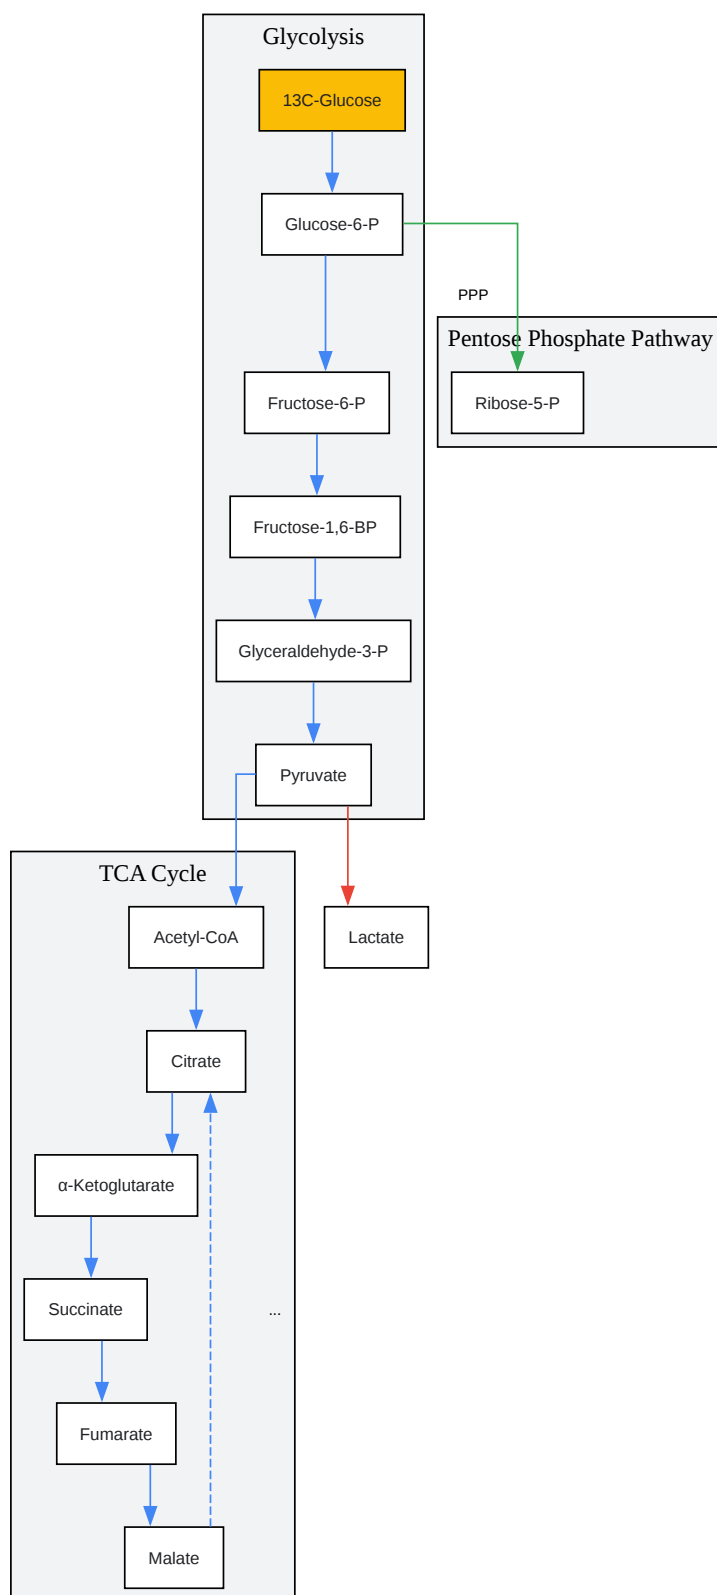 Glycolysis
13C-Glucose
Glucose-6-P
PPP
Pentose Phosphate Pathway
Fructose-6-P
Ribose-5-P
Fructose-1,6-BP
Glyceraldehyde-3-P
Pyruvate
TCA Cycle
Acetyl-CoA
Lactate
Citrate
α-Ketoglutarate
Succinate
...
Fumarate
Malate